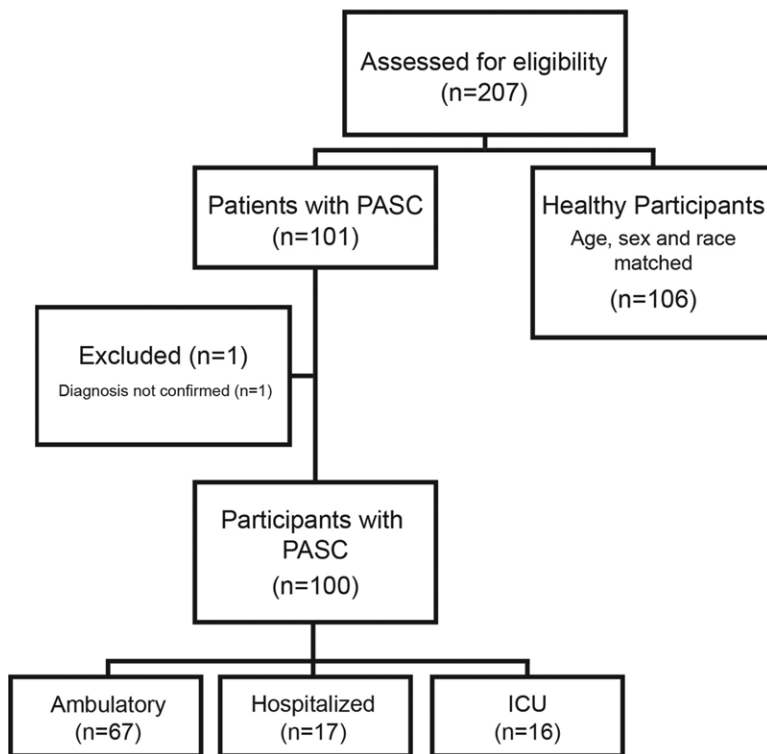 Assessed for eligibility
(n=207)
Patients with PASC
(n=101)
Healthy Participants
Age, sex and race
matched
(n=106)
Excluded (n=1)
Diagnosis not confirmed (n=1)
Participants with
PASC
(n=100)
Ambulatory
(n=67)
Hospitalized
(n=17)
ICU
(n=16)